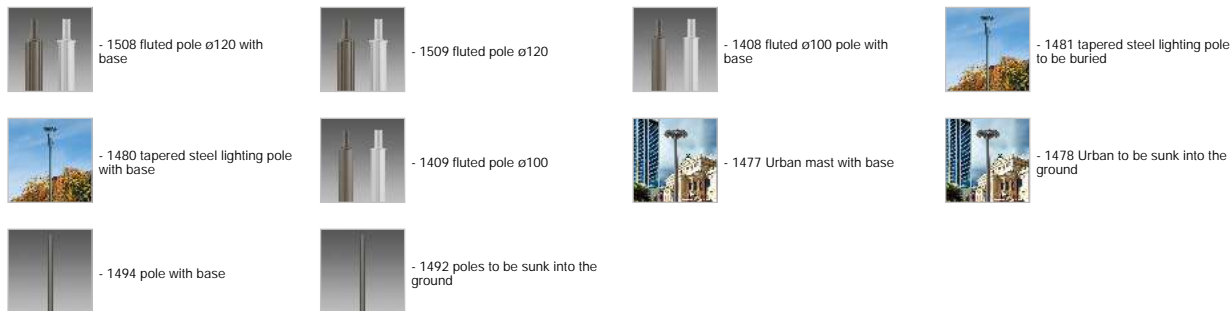 - 1508 fluted pole ø120 with
base
- 1509 fluted pole ø120
- 1408 fluted ø100 pole with
base
- 1481 tapered steel lighting pole
to be buried
- 1480 tapered steel lighting pole
with base
- 1409 fluted pole ø100
- 1477 Urban mast with base
- 1478 Urban to be sunk into the
ground
- 1494 pole with base
- 1492 poles to be sunk into the
ground